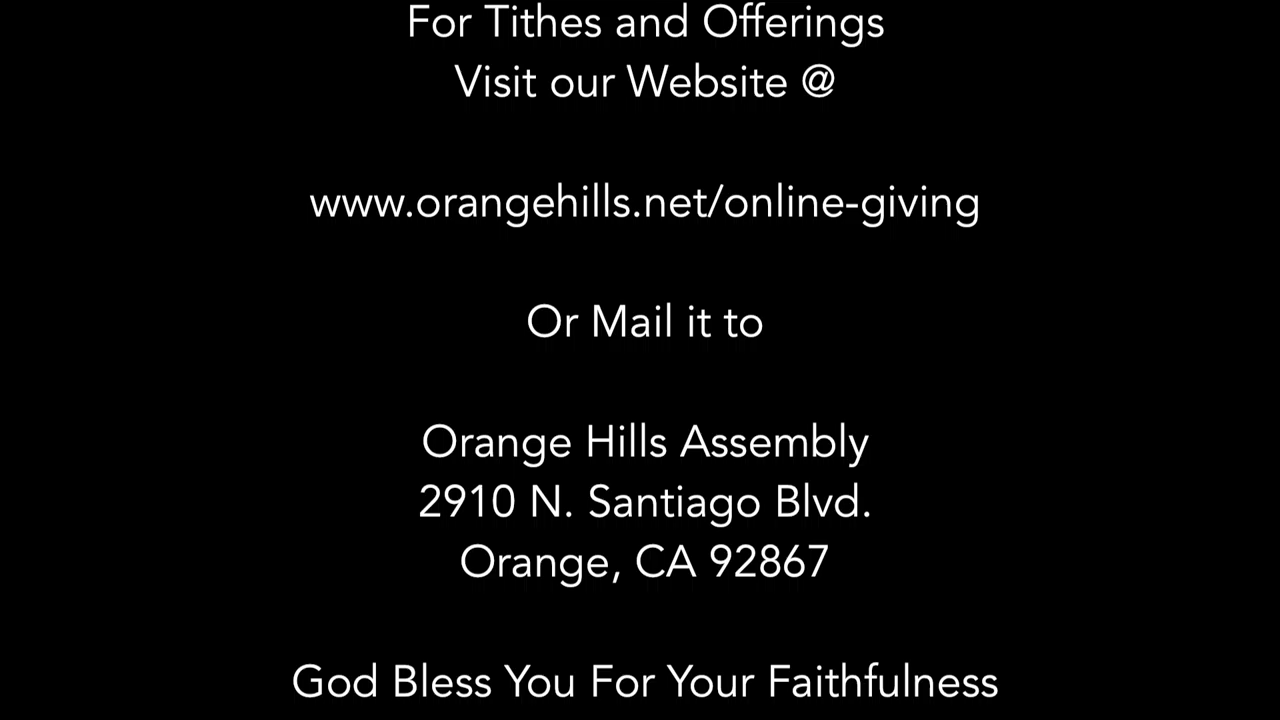 For Tithes and Offerings
Visit our Website @
www.orangehills.net/online-giving
Or Mail it to
Orange Hills Assembly
2910 N. Santiago Blvd.
Orange, CA 92867
God Bless You For Your Faithfulness